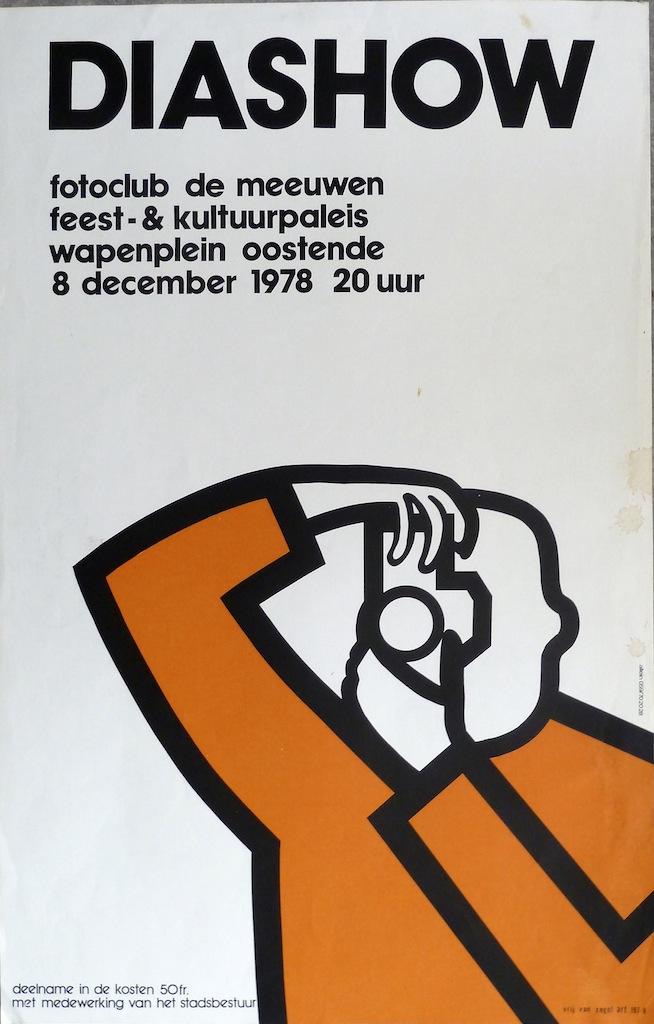 DIASHOW
fotoclub de meeuwen
feest-& kultuurpaleis
wapenplein oostende
8 december 1978 20 uur
deelname in de kosten 50fr.
met medewerking van het stadsbestuur